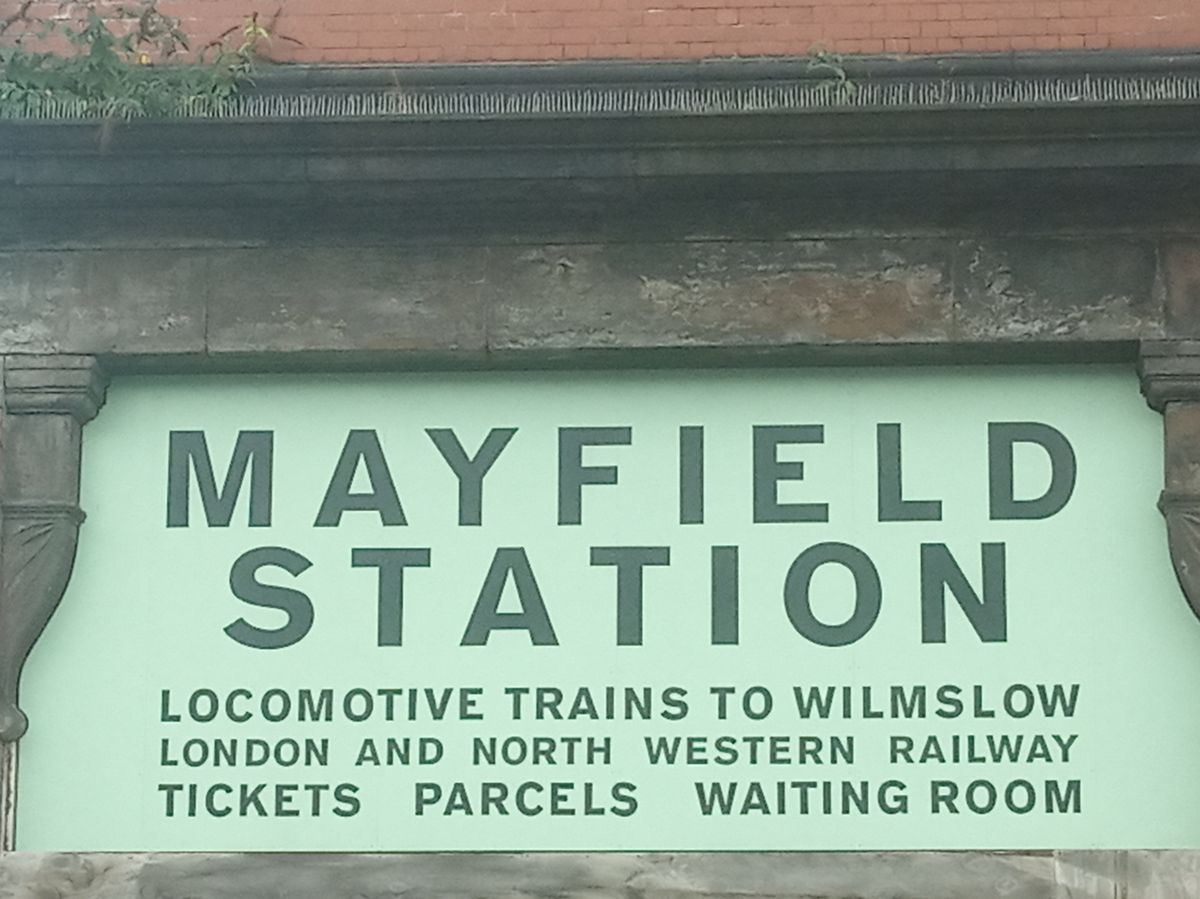 MAYFIELD
STATION
LOCOMOTIVE TRAINS TO WILMSLOW
LONDON AND NORTH WESTERN RAILWAY
TICKETS PARCELS WAITING ROOM